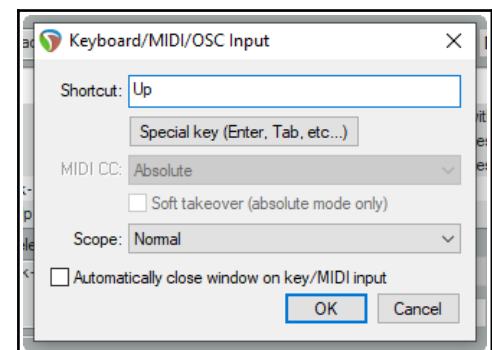 Keyboard/MIDI/OSC Input
Shortcut: Up
Special key (Enter, Tab, etc...)
MIDI CC: Absolute
Soft takeover (absolute mode only)
Scope: Normal
Automatically close window on key/MIDI input
OK Cancel